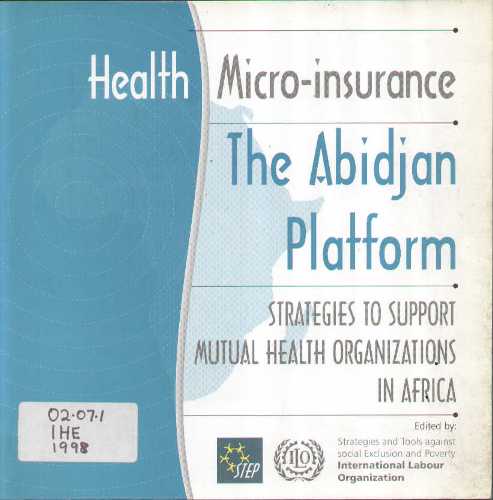 Health Micro-insurance
The Abidjan
Platform
STRATEGIES TO SUPPORT
MUTUAL HEALTH ORGANIZATIONS
IN AFRICA
Edited by:
Strategies and Tools against
social Exclusion and Poverty
International Labour
Organization
STEP
ILO
02.07.1
IHE
1998